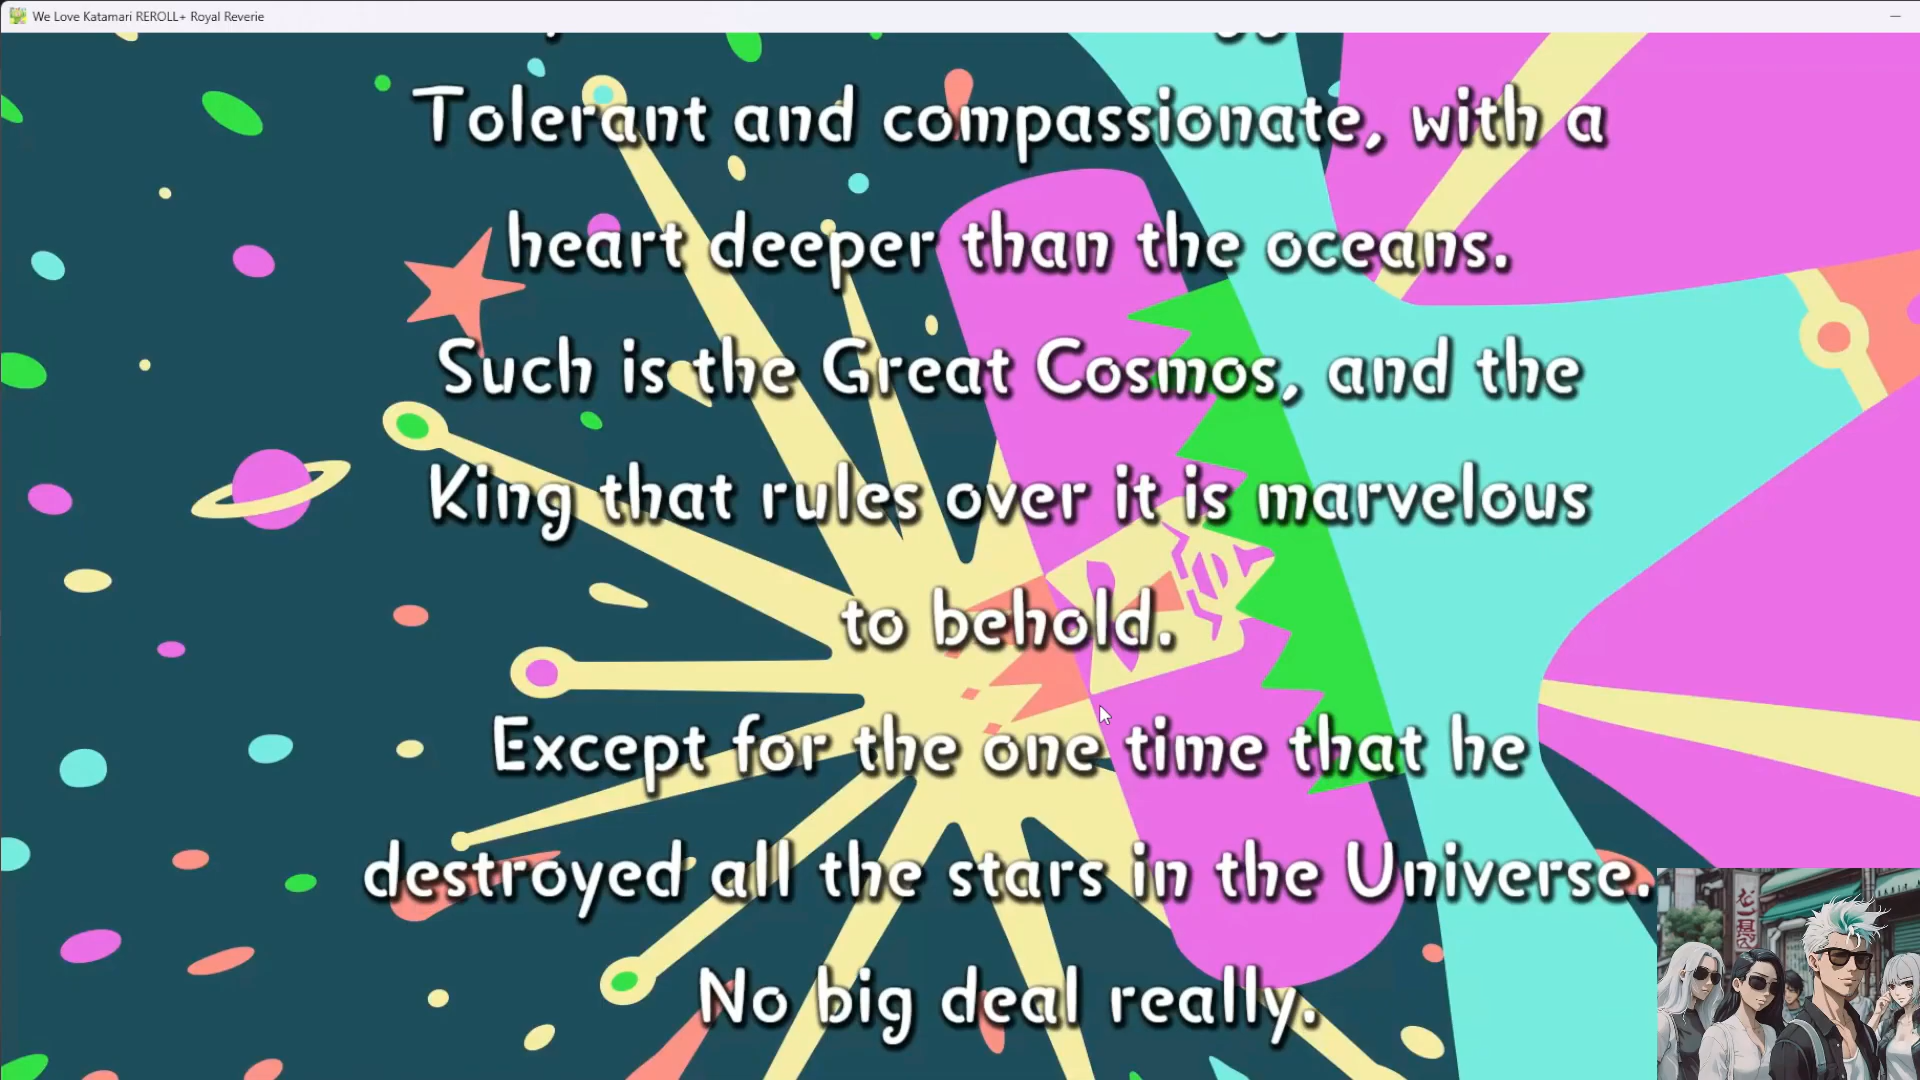 We Love Katamari REROLL+ Royal Reverie
Tolerant and compassionate, with a
heart deeper than the oceans.
Such is the Great Cosmos, and the
King that rules over it is marvelous
to behold.
Except for the one time that he
destroyed all the stars in the Universe.
No big deal really.